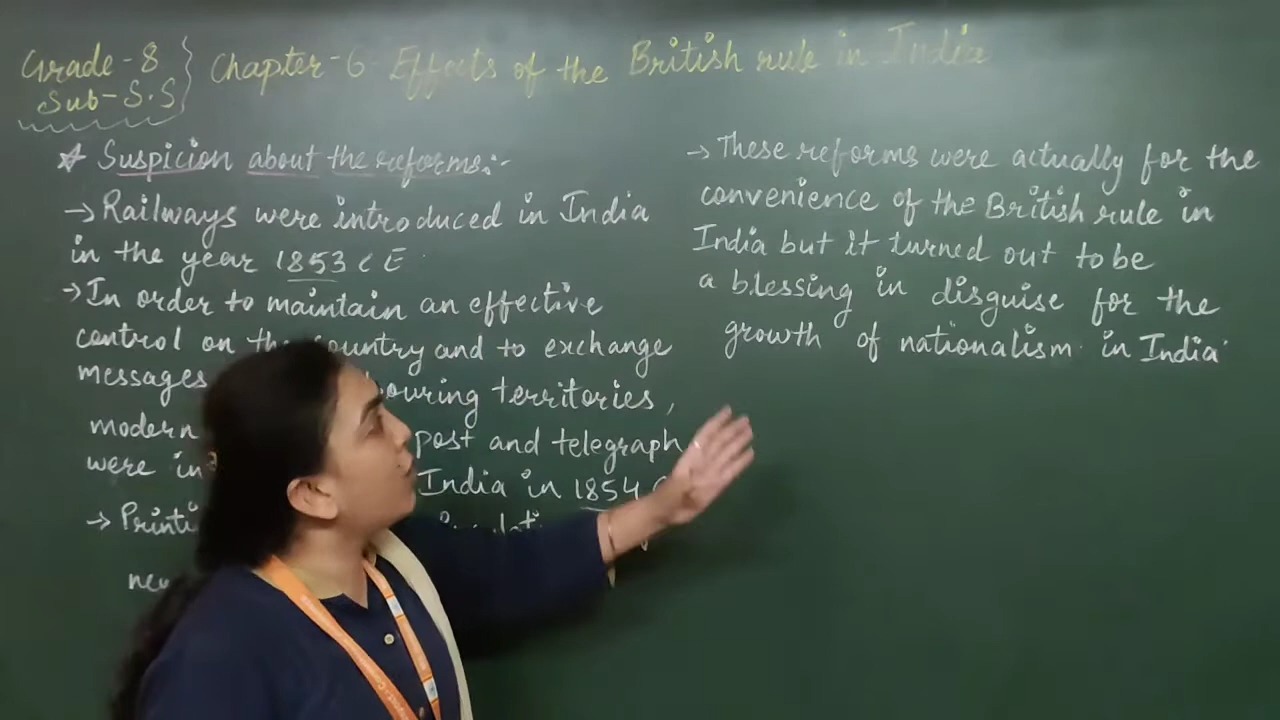 Grade-8
Sub-S.S
Chapter-6 Effects of the British rule in India
* Suspicion about the reforms:-
→ Railways were introduced in India
in the year 1853 CE
→ In order to maintain an effective
control on the country and to exchange
messages ouring territories,
modern post and telegraph
were in India in 1854
→ Printi
new
→ These reforms were actually for the
convenience of the British rule in
India but it turned out to be
a blessing in disguise for the
growth of nationalism in India